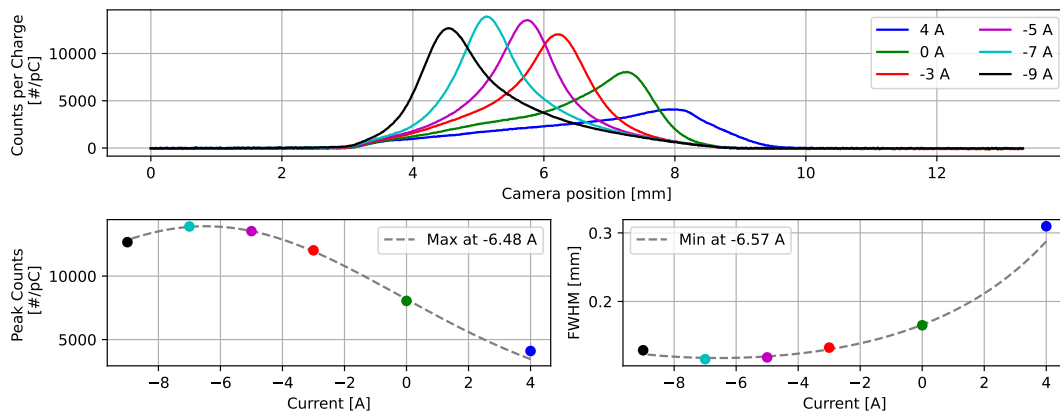 Counts per Charge
[#/pC]
10000
5000
0
4 A
0 A
-3 A
-5 A
-7 A
-9 A
0
2
4
6
8
10
12
Camera position [mm]
Peak Counts
[#/pC]
10000
5000
Max at -6.48 A
−8
−6
−4
−2
0
2
4
Current [A]
FWHM [mm]
0.3
0.2
Min at -6.57 A
−8
−6
−4
−2
0
2
4
Current [A]